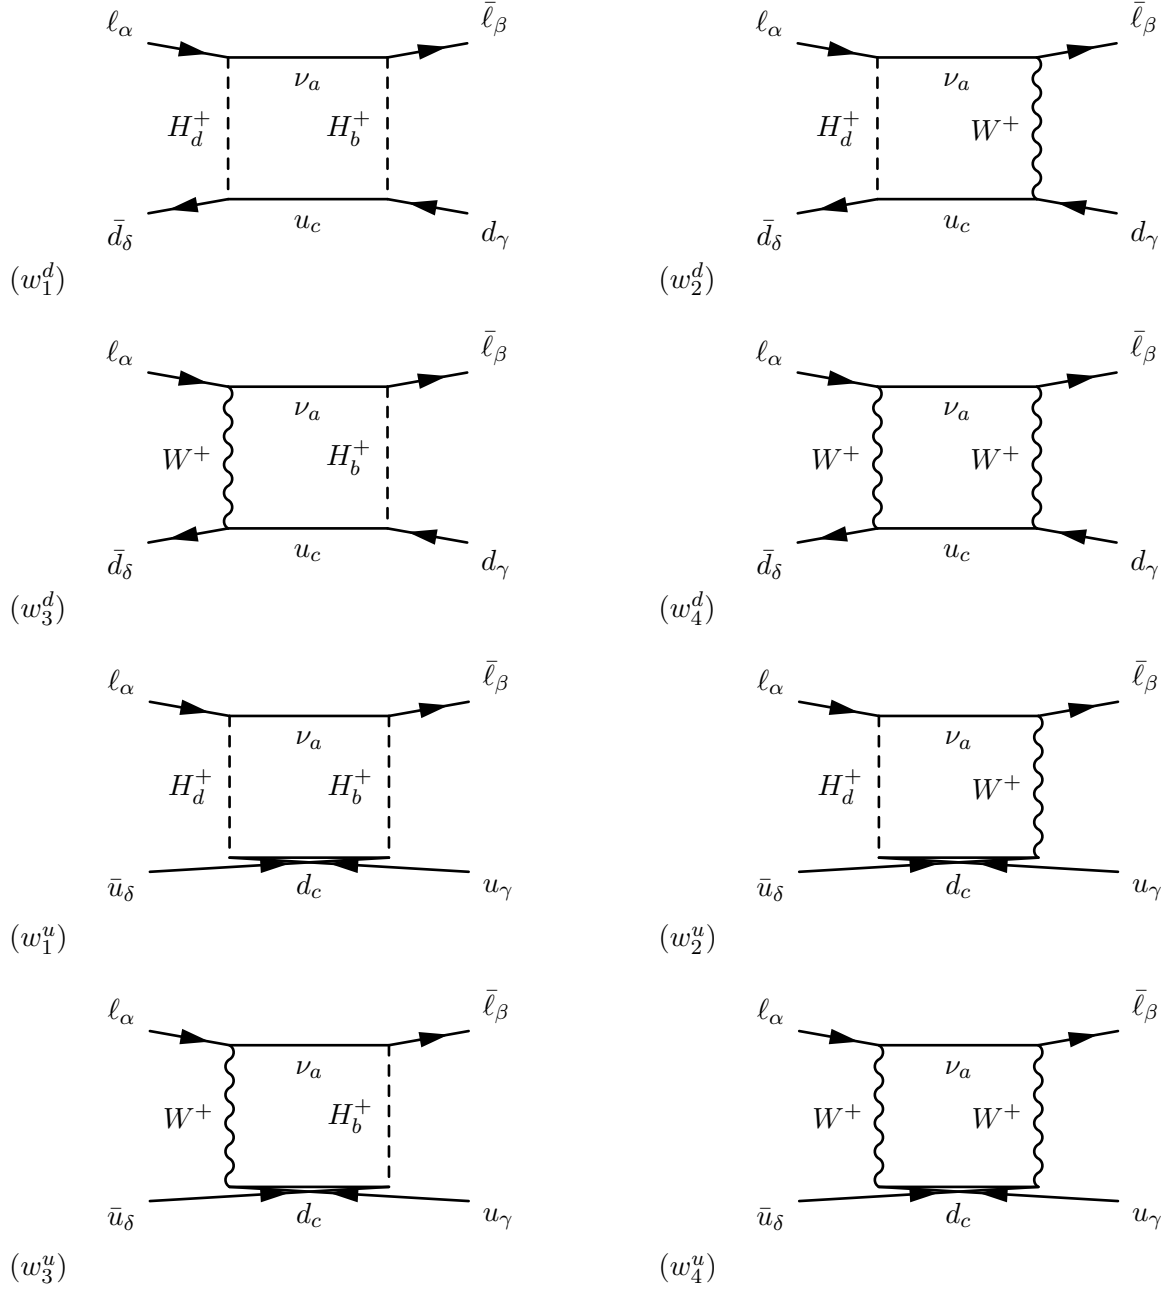 ℓ_α ℓ̄_β ℓ_α ℓ̄_β
ν_a ν_a
H_d^+ H_b^+ H_d^+ W^+
d̄_δ u_c d_γ d̄_δ u_c d_γ
(w_1^d) (w_2^d)
ℓ_α ℓ̄_β ℓ_α ℓ̄_β
ν_a ν_a
W^+ H_b^+ W^+ W^+
d̄_δ u_c d_γ d̄_δ u_c d_γ
(w_3^d) (w_4^d)
ℓ_α ℓ̄_β ℓ_α ℓ̄_β
ν_a ν_a
H_d^+ H_b^+ H_d^+ W^+
ū_δ d_c u_γ ū_δ d_c u_γ
(w_1^u) (w_2^u)
ℓ_α ℓ̄_β ℓ_α ℓ̄_β
ν_a ν_a
W^+ H_b^+ W^+ W^+
ū_δ d_c u_γ ū_δ d_c u_γ
(w_3^u) (w_4^u)